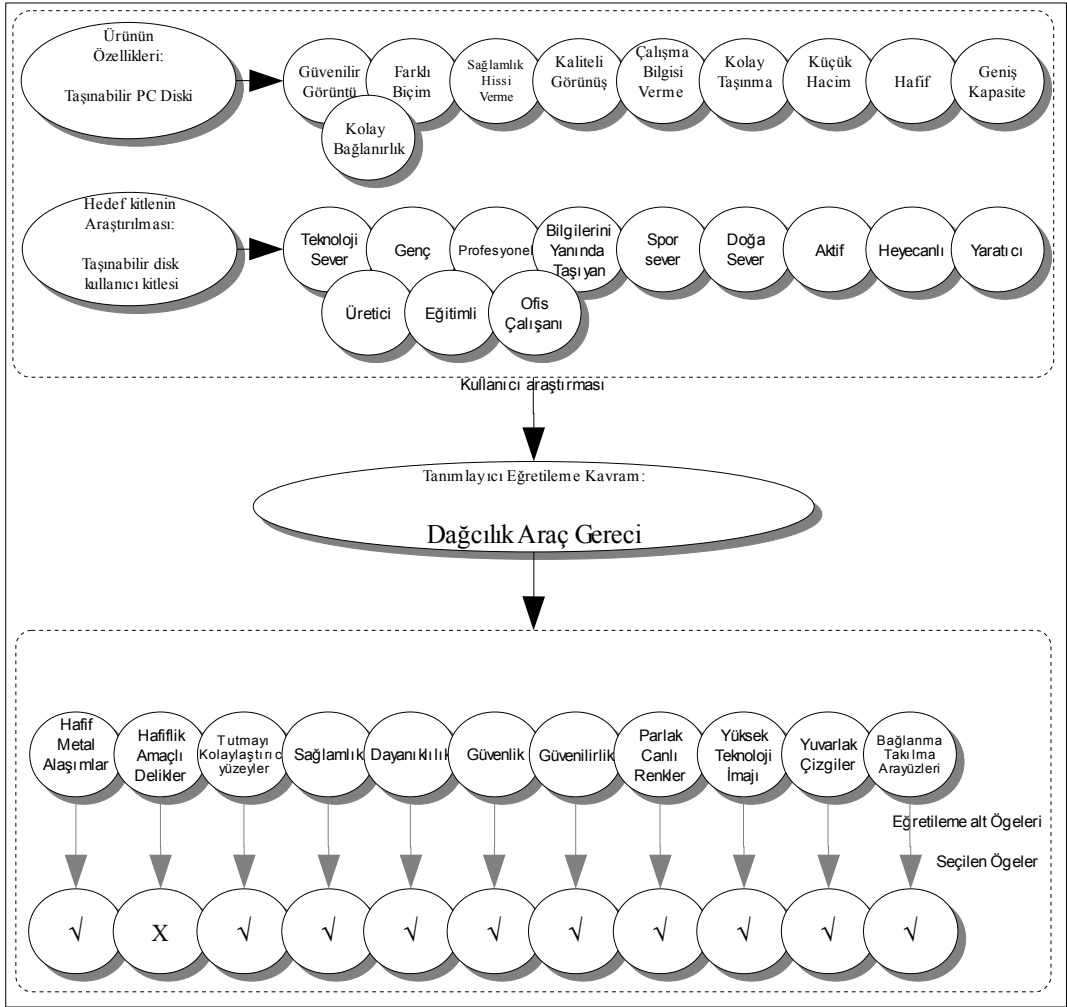 Ürünün
Özellikleri:
Taşınabilir PC Diski
Güvenilir
Görüntü
Farklı
Biçim
Sağlamlık
Hissi
Verme
Kaliteli
Görünüş
Çalışma
Bilgisi
Verme
Kolay
Taşınma
Küçük
Hacim
Hafif
Geniş
Kapasite
Kolay
Bağlanırlık
Hedef kitlenin
Araştırılması:
Taşınabilir disk
kullanıcı kitlesi
Teknoloji
Sever
Genç
Profesyonel
Bilgilerini
Yanında
Taşıyan
Spor
sever
Doğa
Sever
Aktif
Heyecanlı
Yaratıcı
Üretici
Eğitimli
Ofis
Çalışanı
Kullanıcı araştırması
Tanımlayıcı Eğretileme Kavram:
Dağcılık Araç Gereci
Hafif
Metal
Alaşımlar
Hafiflik
Amaçlı
Delikler
Tutmayı
Kolaylaştırıc
yüzeyler
Sağlamlık
Dayanıklılık
Güvenlik
Güvenilirlik
Parlak
Canlı
Renkler
Yüksek
Teknoloji
İmajı
Yuvarlak
Çizgiler
Bağlanma
Takılma
Arayüzleri
Eğretileme alt Ögeleri
Seçilen Ögeler
√ X √ √ √ √ √ √ √ √ √